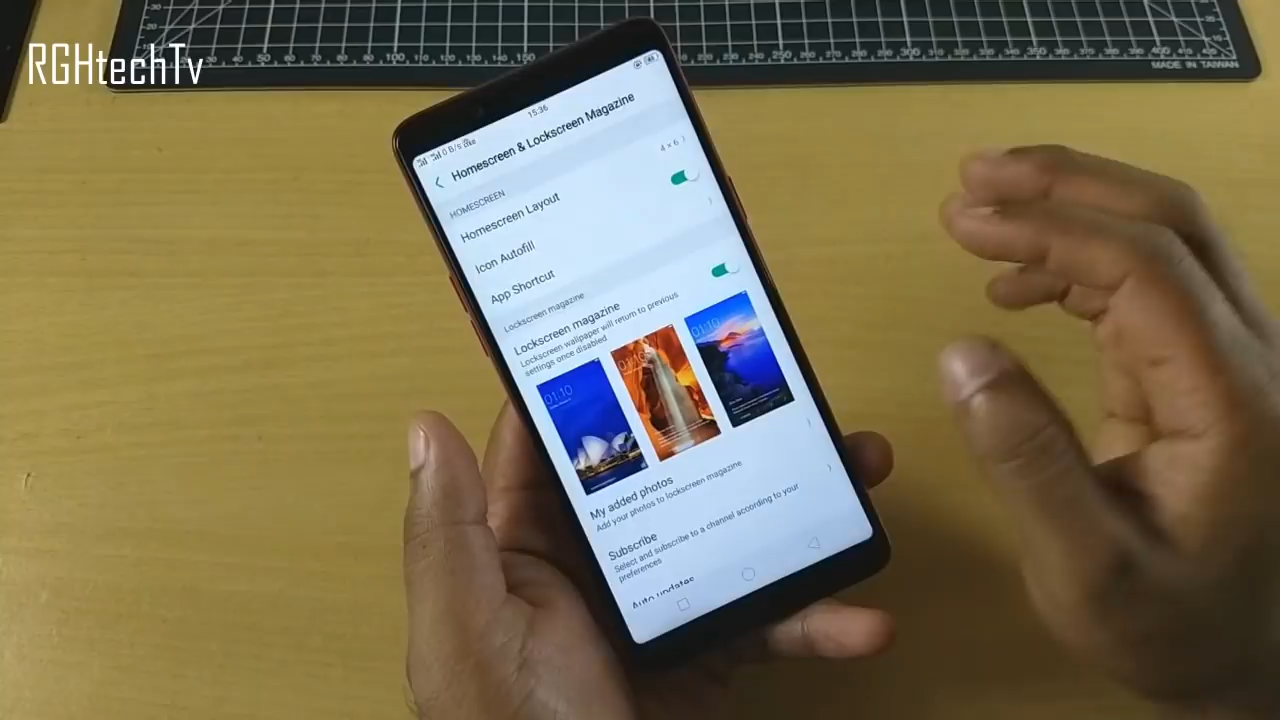 RGHtechTv
MADE IN TAIWAN
15:36
0 B/s
Homescreen & Lockscreen Magazine
HOMESCREEN
Homescreen Layout
4 × 6
Icon Autofill
App Shortcut
Lockscreen magazine
Lockscreen magazine
Lockscreen wallpaper will return to previous
settings once disabled
01:10
01:10
01:10
My added photos
Add your photos to lockscreen magazine
Subscribe
Select and subscribe to a channel according to your
preferences
Auto updates